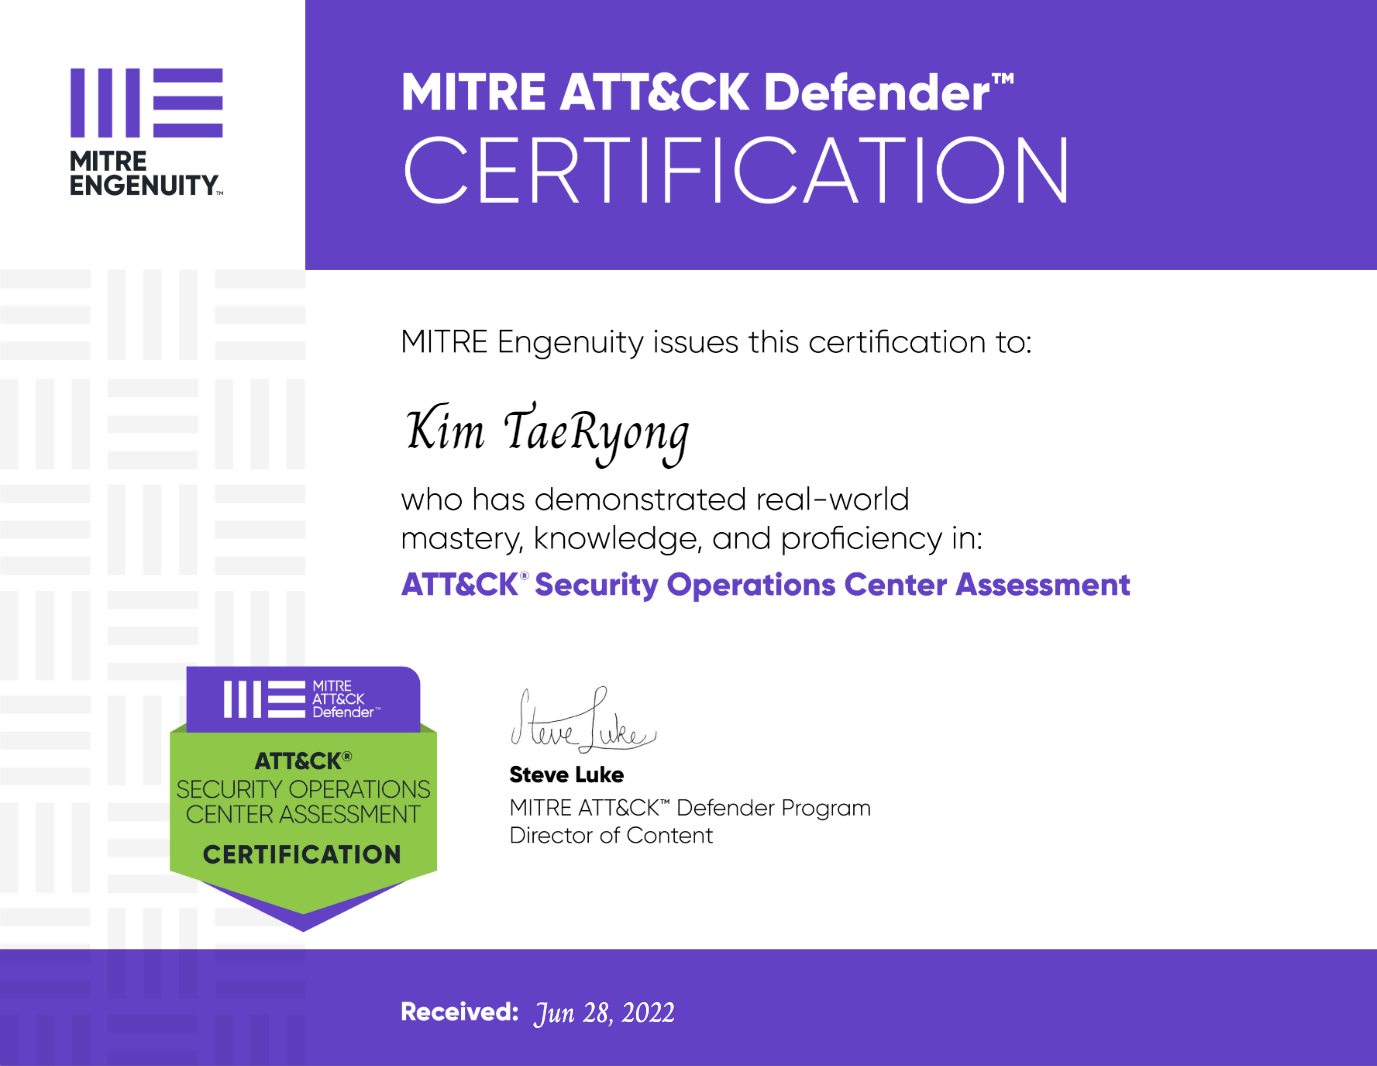 MITRE
ENGENUITY™
MITRE ATT&CK Defender™
CERTIFICATION
MITRE Engenuity issues this certification to:
Kim TaeRyong
who has demonstrated real-world
mastery, knowledge, and proficiency in:
ATT&CK® Security Operations Center Assessment
MITRE
ATT&CK
Defender™
ATT&CK®
SECURITY OPERATIONS
CENTER ASSESSMENT
CERTIFICATION
Steve Luke
Steve Luke
MITRE ATT&CK™ Defender Program
Director of Content
Received: Jun 28, 2022